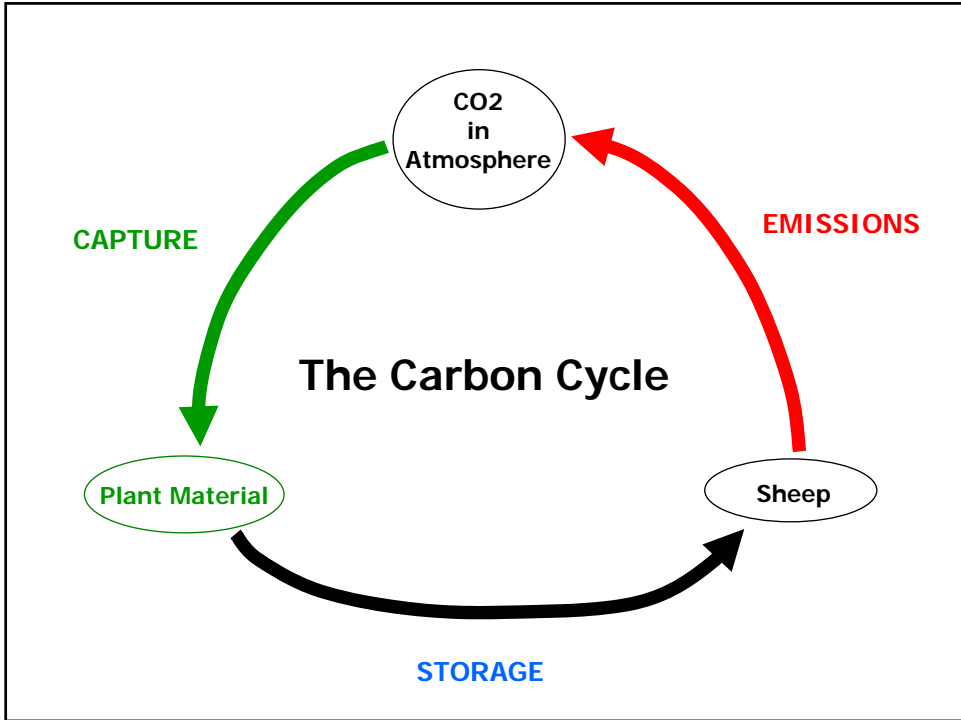 CO2
in
Atmosphere
CAPTURE
EMISSIONS
The Carbon Cycle
Plant Material
Sheep
STORAGE